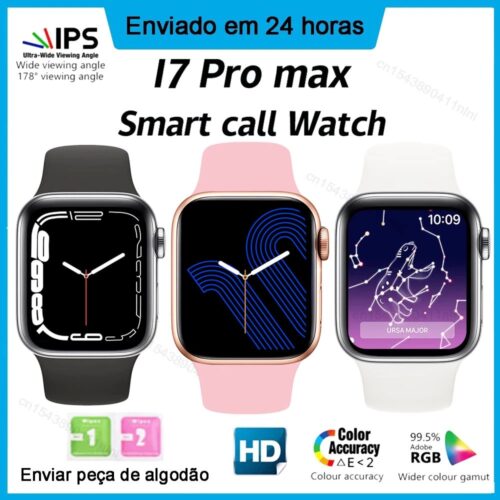 Enviado em 24 horas
IPS
Ultra-Wide Viewing Angle
Wide viewing angle
178° viewing angle
I7 Pro max
Smart call Watch
10:09
URSA MAJOR
Wipes
1
Wipes
2
Enviar peça de algodão
HD
Color
Accuracy
△E<2
Colour accuracy
99.5%
Adobe
RGB
Wider colour gamut